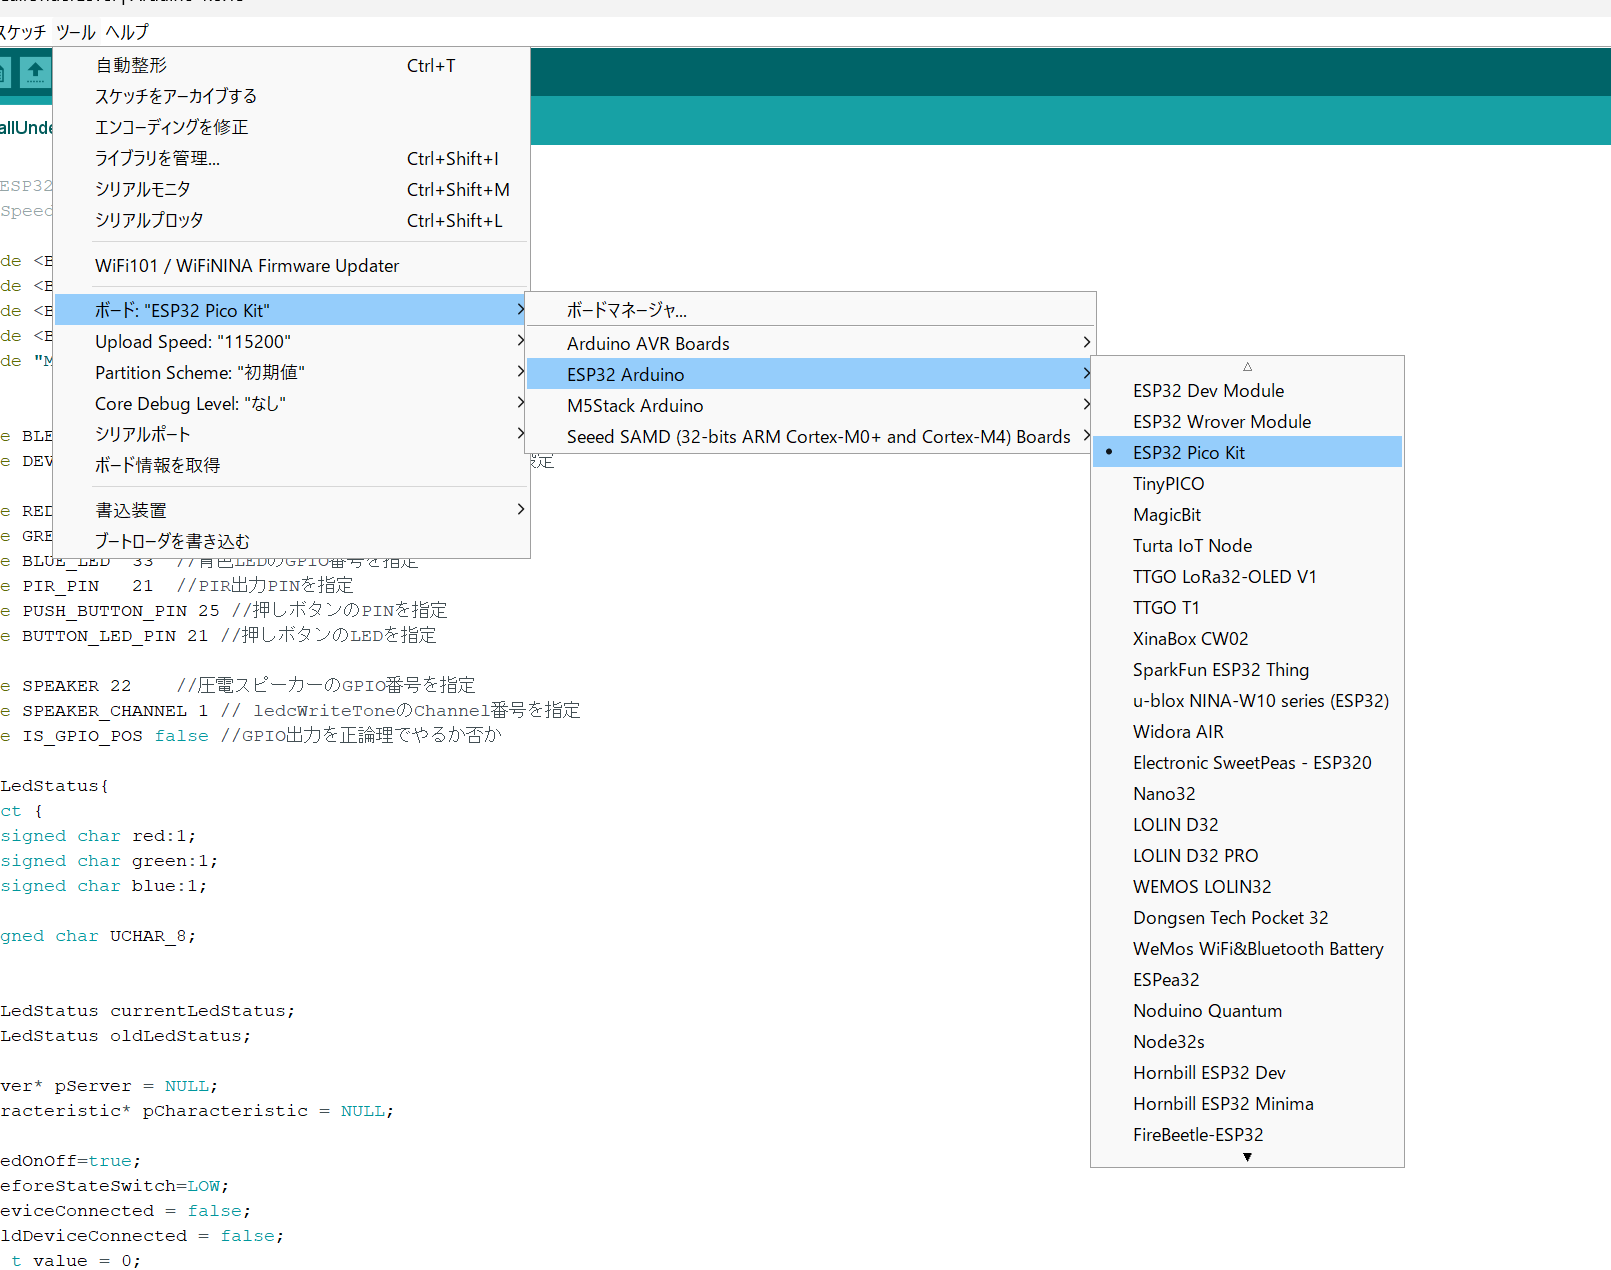 スケッチ ツール ヘルプ
自動整形 Ctrl+T
スケッチをアーカイブする
エンコーディングを修正
ライブラリを管理... Ctrl+Shift+I
シリアルモニタ Ctrl+Shift+M
シリアルプロッタ Ctrl+Shift+L
WiFi101 / WiFiNINA Firmware Updater
ボード: "ESP32 Pico Kit"
Upload Speed: "115200"
Partition Scheme: "初期値"
Core Debug Level: "なし"
シリアルポート
ボード情報を取得
書込装置
ブートローダを書き込む
ボードマネージャ...
Arduino AVR Boards
ESP32 Arduino
M5Stack Arduino
Seeed SAMD (32-bits ARM Cortex-M0+ and Cortex-M4) Boards
ESP32 Dev Module
ESP32 Wrover Module
ESP32 Pico Kit
TinyPICO
MagicBit
Turta IoT Node
TTGO LoRa32-OLED V1
TTGO T1
XinaBox CW02
SparkFun ESP32 Thing
u-blox NINA-W10 series (ESP32)
Widora AIR
Electronic SweetPeas - ESP320
Nano32
LOLIN D32
LOLIN D32 PRO
WEMOS LOLIN32
Dongsen Tech Pocket 32
WeMos WiFi&Bluetooth Battery
ESPea32
Noduino Quantum
Node32s
Hornbill ESP32 Dev
Hornbill ESP32 Minima
FireBeetle-ESP32
allUnde
ESP32
Speed
de <B
de <B
de <B
de <B
de "M
e BLE
e DEV 定
e RED
e GRE
e BLUE_LED 33 //青色LEDのGPIO番号を指定
e PIR_PIN 21 //PIR出力PINを指定
e PUSH_BUTTON_PIN 25 //押しボタンのPINを指定
e BUTTON_LED_PIN 21 //押しボタンのLEDを指定
e SPEAKER 22 //圧電スピーカーのGPIO番号を指定
e SPEAKER_CHANNEL 1 // ledcWriteToneのChannel番号を指定
e IS_GPIO_POS false //GPIO出力を正論理でやるか否か
LedStatus{
ct {
signed char red:1;
signed char green:1;
signed char blue:1;
gned char UCHAR_8;
LedStatus currentLedStatus;
LedStatus oldLedStatus;
ver* pServer = NULL;
racteristic* pCharacteristic = NULL;
edOnOff=true;
eforeStateSwitch=LOW;
eviceConnected = false;
ldDeviceConnected = false;
t value = 0;